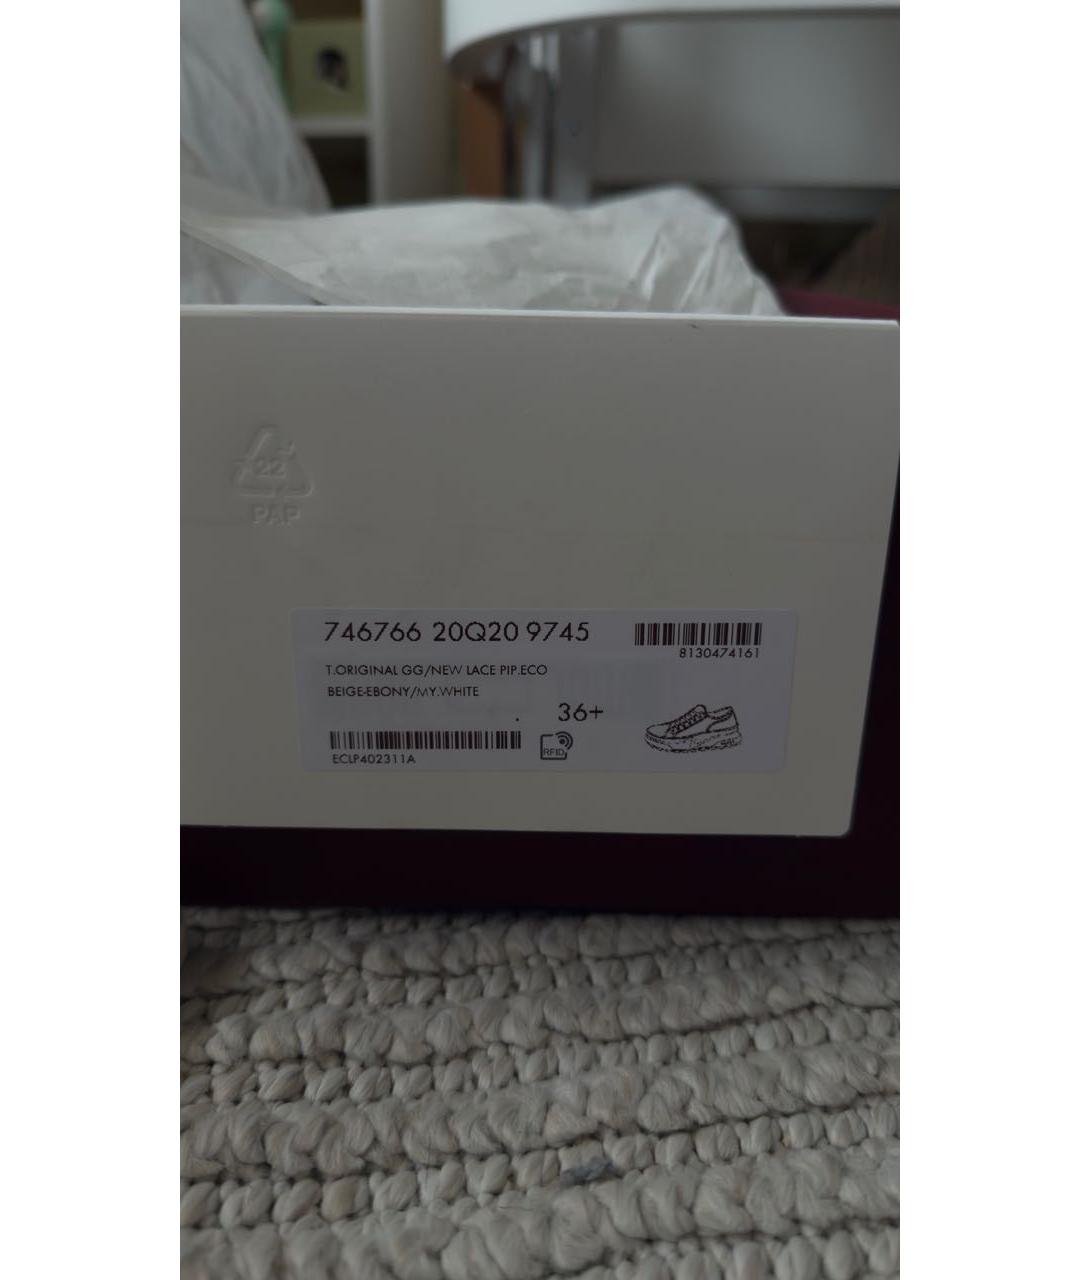 22
PAP
746766 20Q20 9745
8130474161
T.ORIGINAL GG/NEW LACE PIP.ECO
BEIGE-EBONY/MY.WHITE
. 36+
RFID
ECLP402311A